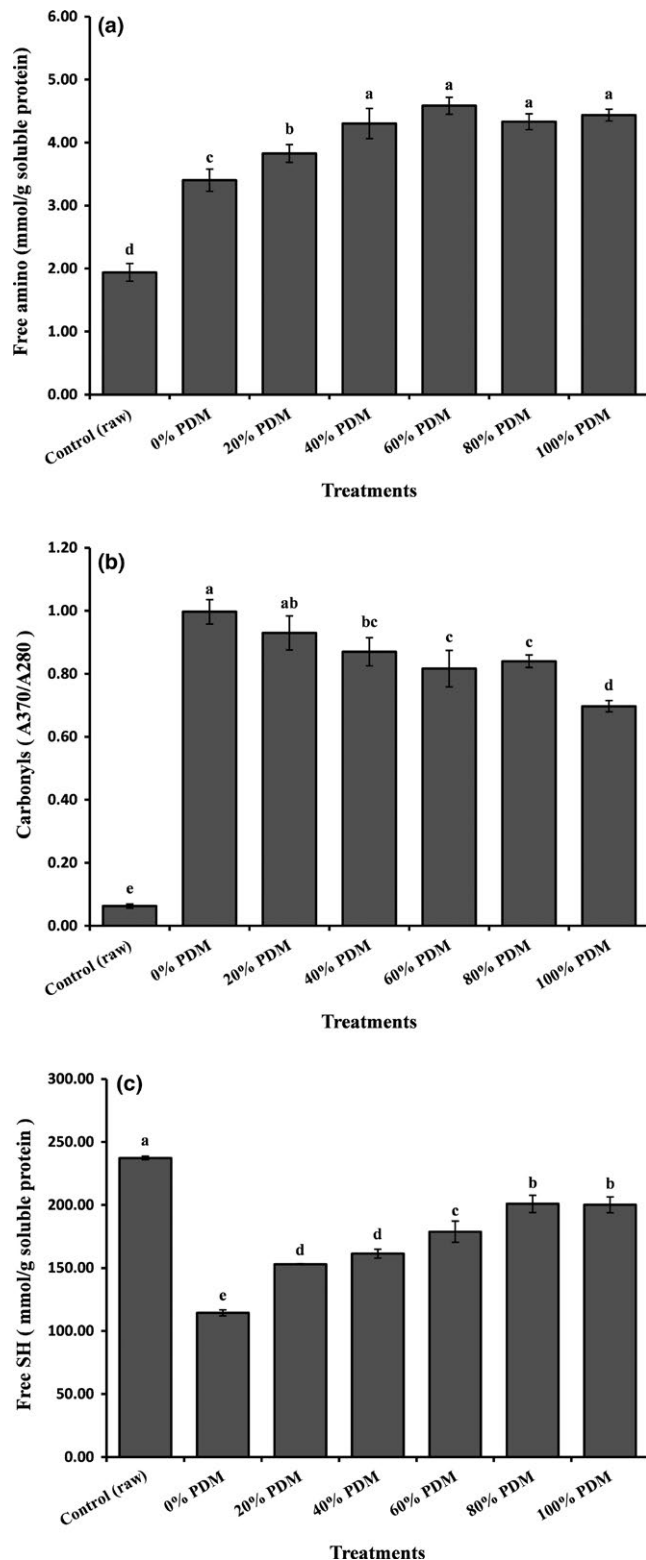 (a)
Free amino (mmol/g soluble protein)
6.00
5.00
4.00
3.00
2.00
1.00
0.00
d
c
b
a
a
a
a
Control (raw)
0% PDM
20% PDM
40% PDM
60% PDM
80% PDM
100% PDM
Treatments
(b)
Carbonyls ( A370/A280 )
1.20
1.00
0.80
0.60
0.40
0.20
0.00
e
a
ab
bc
c
c
d
Control (raw)
0% PDM
20% PDM
40% PDM
60% PDM
80% PDM
100% PDM
Treatments
(c)
Free SH ( mmol/g soluble protein )
300.00
250.00
200.00
150.00
100.00
50.00
0.00
a
e
d
d
c
b
b
Control (raw)
0% PDM
20% PDM
40% PDM
60% PDM
80% PDM
100% PDM
Treatments